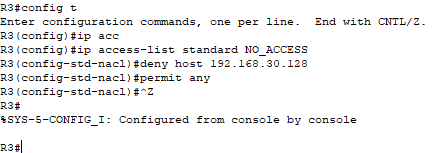 R3#config t
Enter configuration commands, one per line.  End with CNTL/Z.
R3(config)#ip acc
R3(config)#ip access-list standard NO_ACCESS
R3(config-std-nacl)#deny host 192.168.30.128
R3(config-std-nacl)#permit any
R3(config-std-nacl)#^Z
R3#
%SYS-5-CONFIG_I: Configured from console by console
R3#